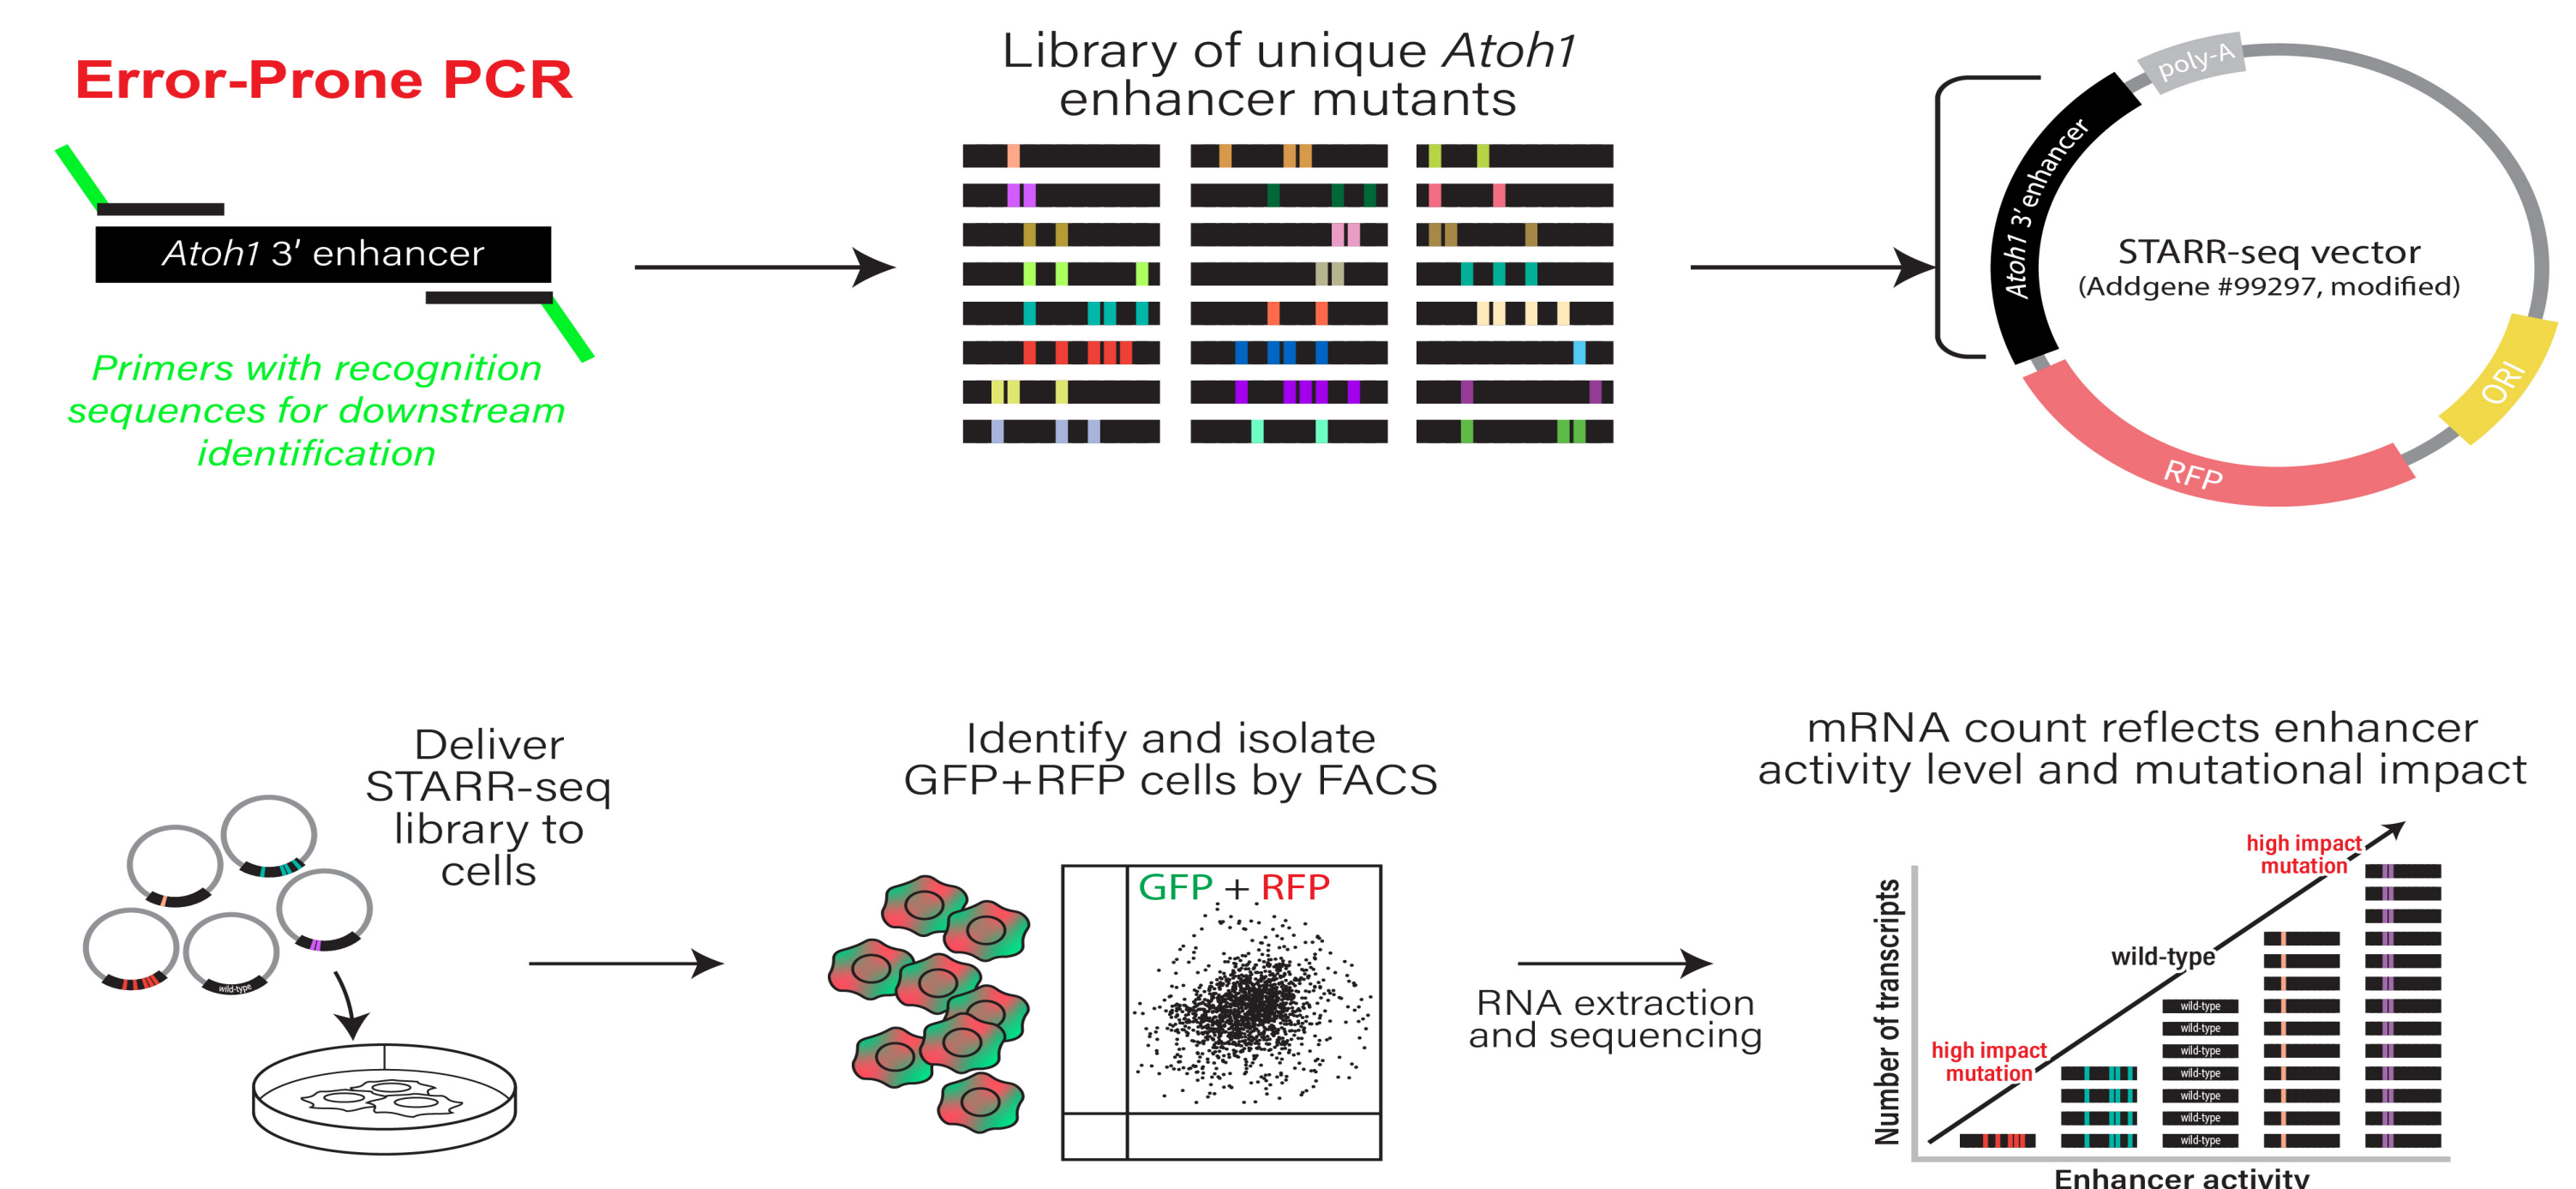 Error-Prone PCR
Atoh1 3' enhancer
Primers with recognition
sequences for downstream
identification
Library of unique Atoh1
enhancer mutants
poly-A
Atoh1 3' enhancer
STARR-seq vector
(Addgene #99297, modified)
ORI
RFP
Deliver
STARR-seq
library to
cells
wild-type
Identify and isolate
GFP+RFP cells by FACS
GFP + RFP
RNA extraction
and sequencing
mRNA count reflects enhancer
activity level and mutational impact
high impact
mutation
wild-type
high impact
mutation
wild-type
wild-type
wild-type
wild-type
wild-type
wild-type
wild-type
Number of transcripts
Enhancer activity